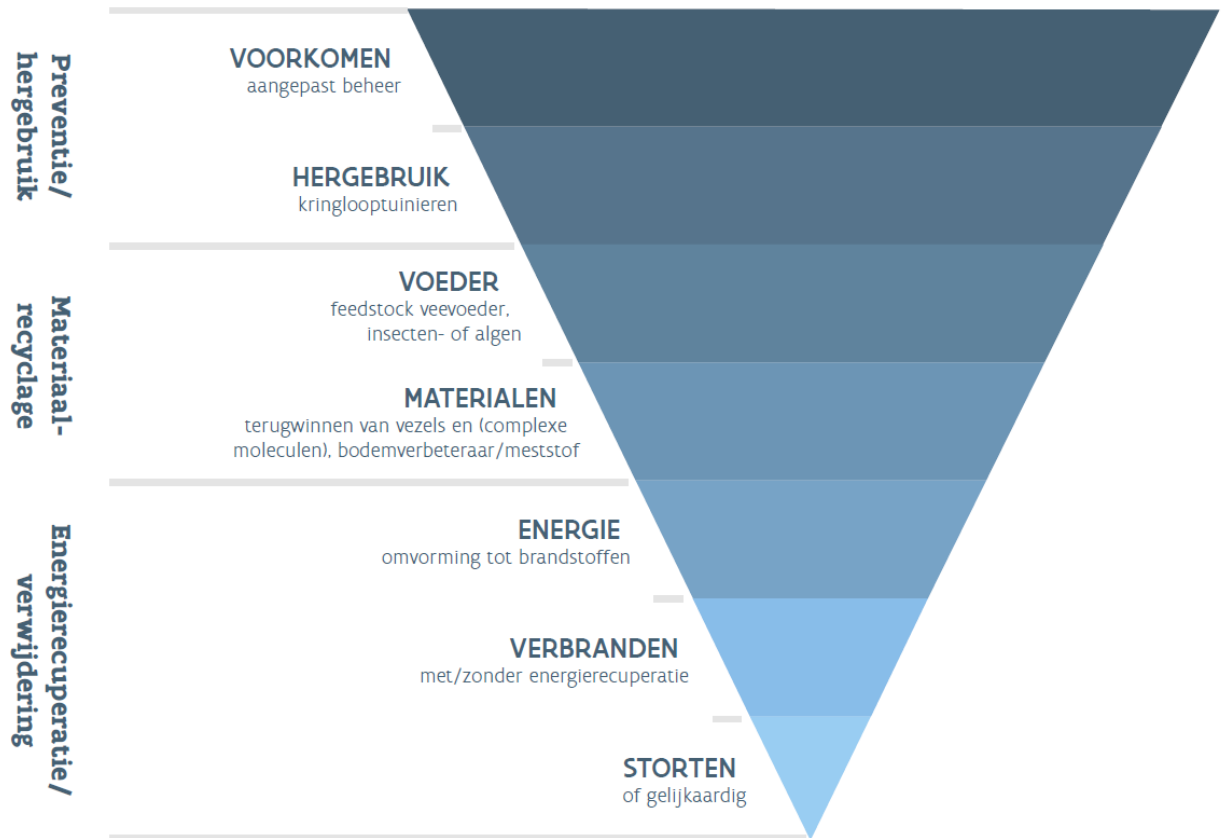 Preventie/
hergebruik
VOORKOMEN
aangepast beheer
HERGEBRUIK
kringlooptuinieren
Materiaal-
recyclage
VOEDER
feedstock veevoeder,
insecten- of algen
MATERIALEN
terugwinnen van vezels en (complexe
moleculen), bodemverbeteraar/meststof
Energierecuperatie/
verwijdering
ENERGIE
omvorming tot brandstoffen
VERBRANDEN
met/zonder energierecuperatie
STORTEN
of gelijkaardig